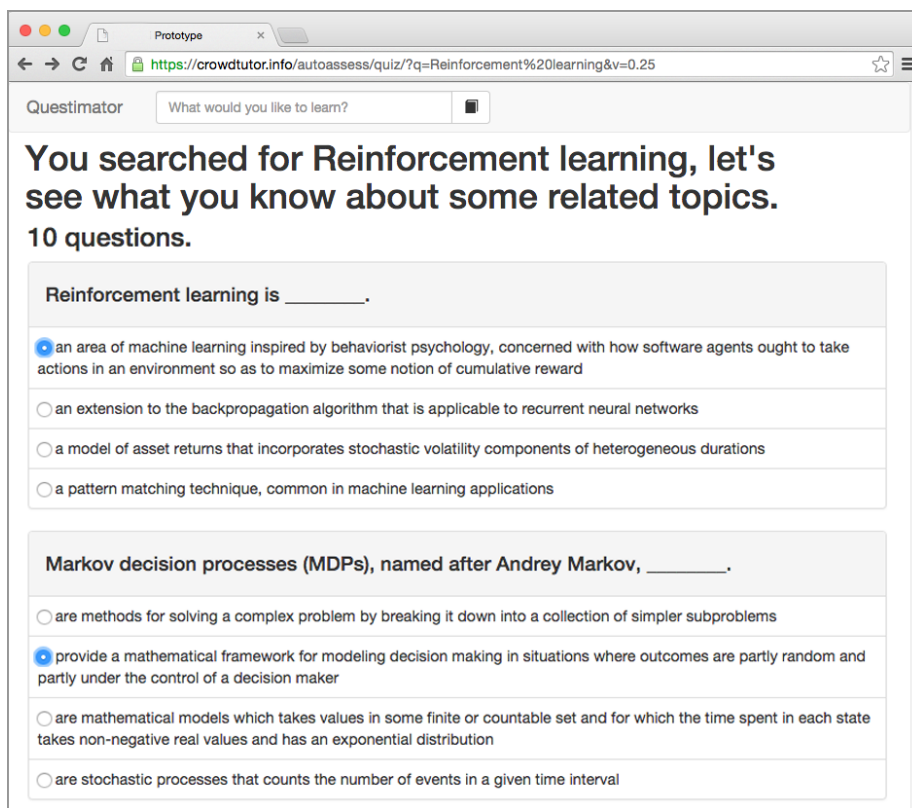 Prototype
https://crowdtutor.info/autoassess/quiz/?q=Reinforcement%20learning&v=0.25
Questimator
What would you like to learn?
You searched for Reinforcement learning, let's
see what you know about some related topics.
10 questions.
Reinforcement learning is ________.
an area of machine learning inspired by behaviorist psychology, concerned with how software agents ought to take
actions in an environment so as to maximize some notion of cumulative reward
an extension to the backpropagation algorithm that is applicable to recurrent neural networks
a model of asset returns that incorporates stochastic volatility components of heterogeneous durations
a pattern matching technique, common in machine learning applications
Markov decision processes (MDPs), named after Andrey Markov, ________.
are methods for solving a complex problem by breaking it down into a collection of simpler subproblems
provide a mathematical framework for modeling decision making in situations where outcomes are partly random and
partly under the control of a decision maker
are mathematical models which takes values in some finite or countable set and for which the time spent in each state
takes non-negative real values and has an exponential distribution
are stochastic processes that counts the number of events in a given time interval